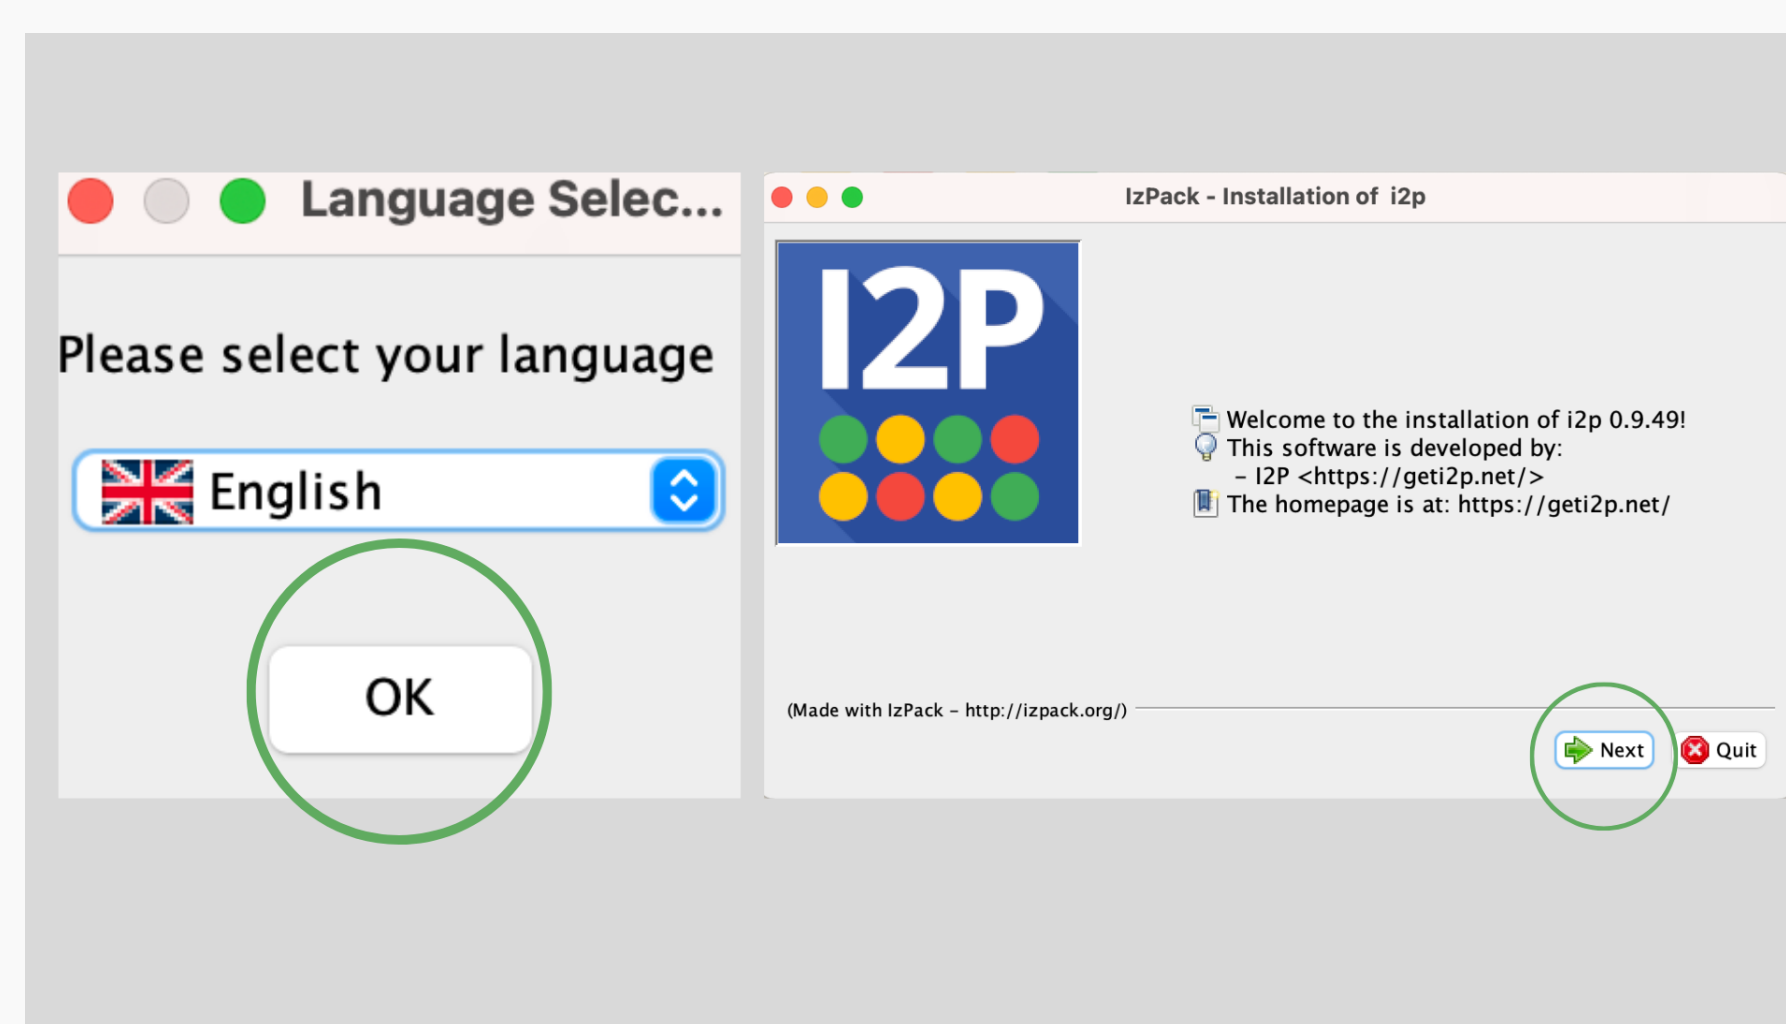 Language Selec...
Please select your language
English
OK
IzPack - Installation of i2p
I2P
Welcome to the installation of i2p 0.9.49!
This software is developed by:
- I2P <https://geti2p.net/>
The homepage is at: https://geti2p.net/
(Made with IzPack - http://izpack.org/)
Next
Quit